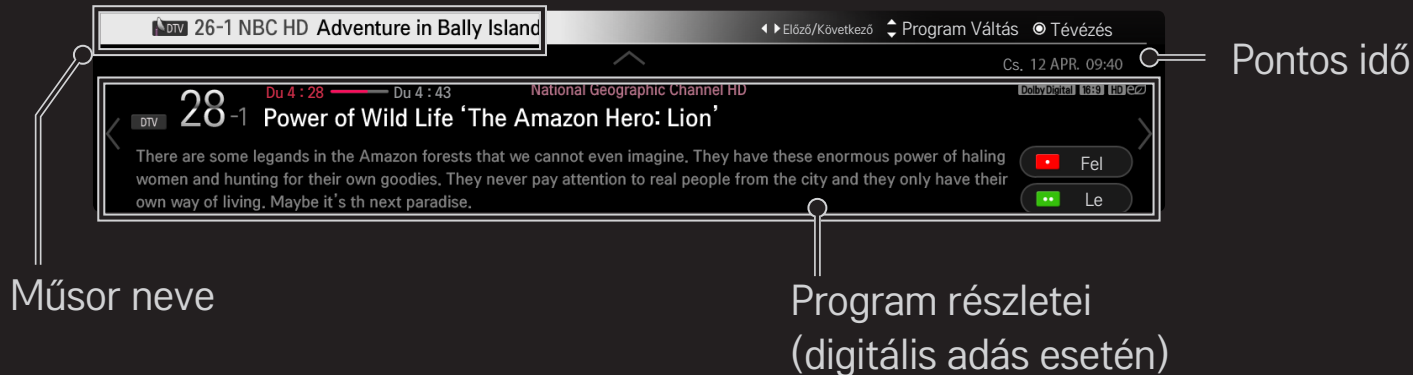 DTV 26-1 NBC HD Adventure in Bally Island
Előző/Következő Program Váltás Tévézés
Cs. 12 APR. 09:40
Pontos idő
Du 4 : 28 Du 4 : 43 National Geographic Channel HD
Dolby Digital 16:9 HD
DTV 28-1 Power of Wild Life ‘The Amazon Hero: Lion’
There are some legands in the Amazon forests that we cannot even imagine. They have these enormous power of haling
women and hunting for their own goodies. They never pay attention to real people from the city and they only have their
own way of living. Maybe it’s th next paradise.
Fel
Le
Műsor neve
Program részletei
(digitális adás esetén)